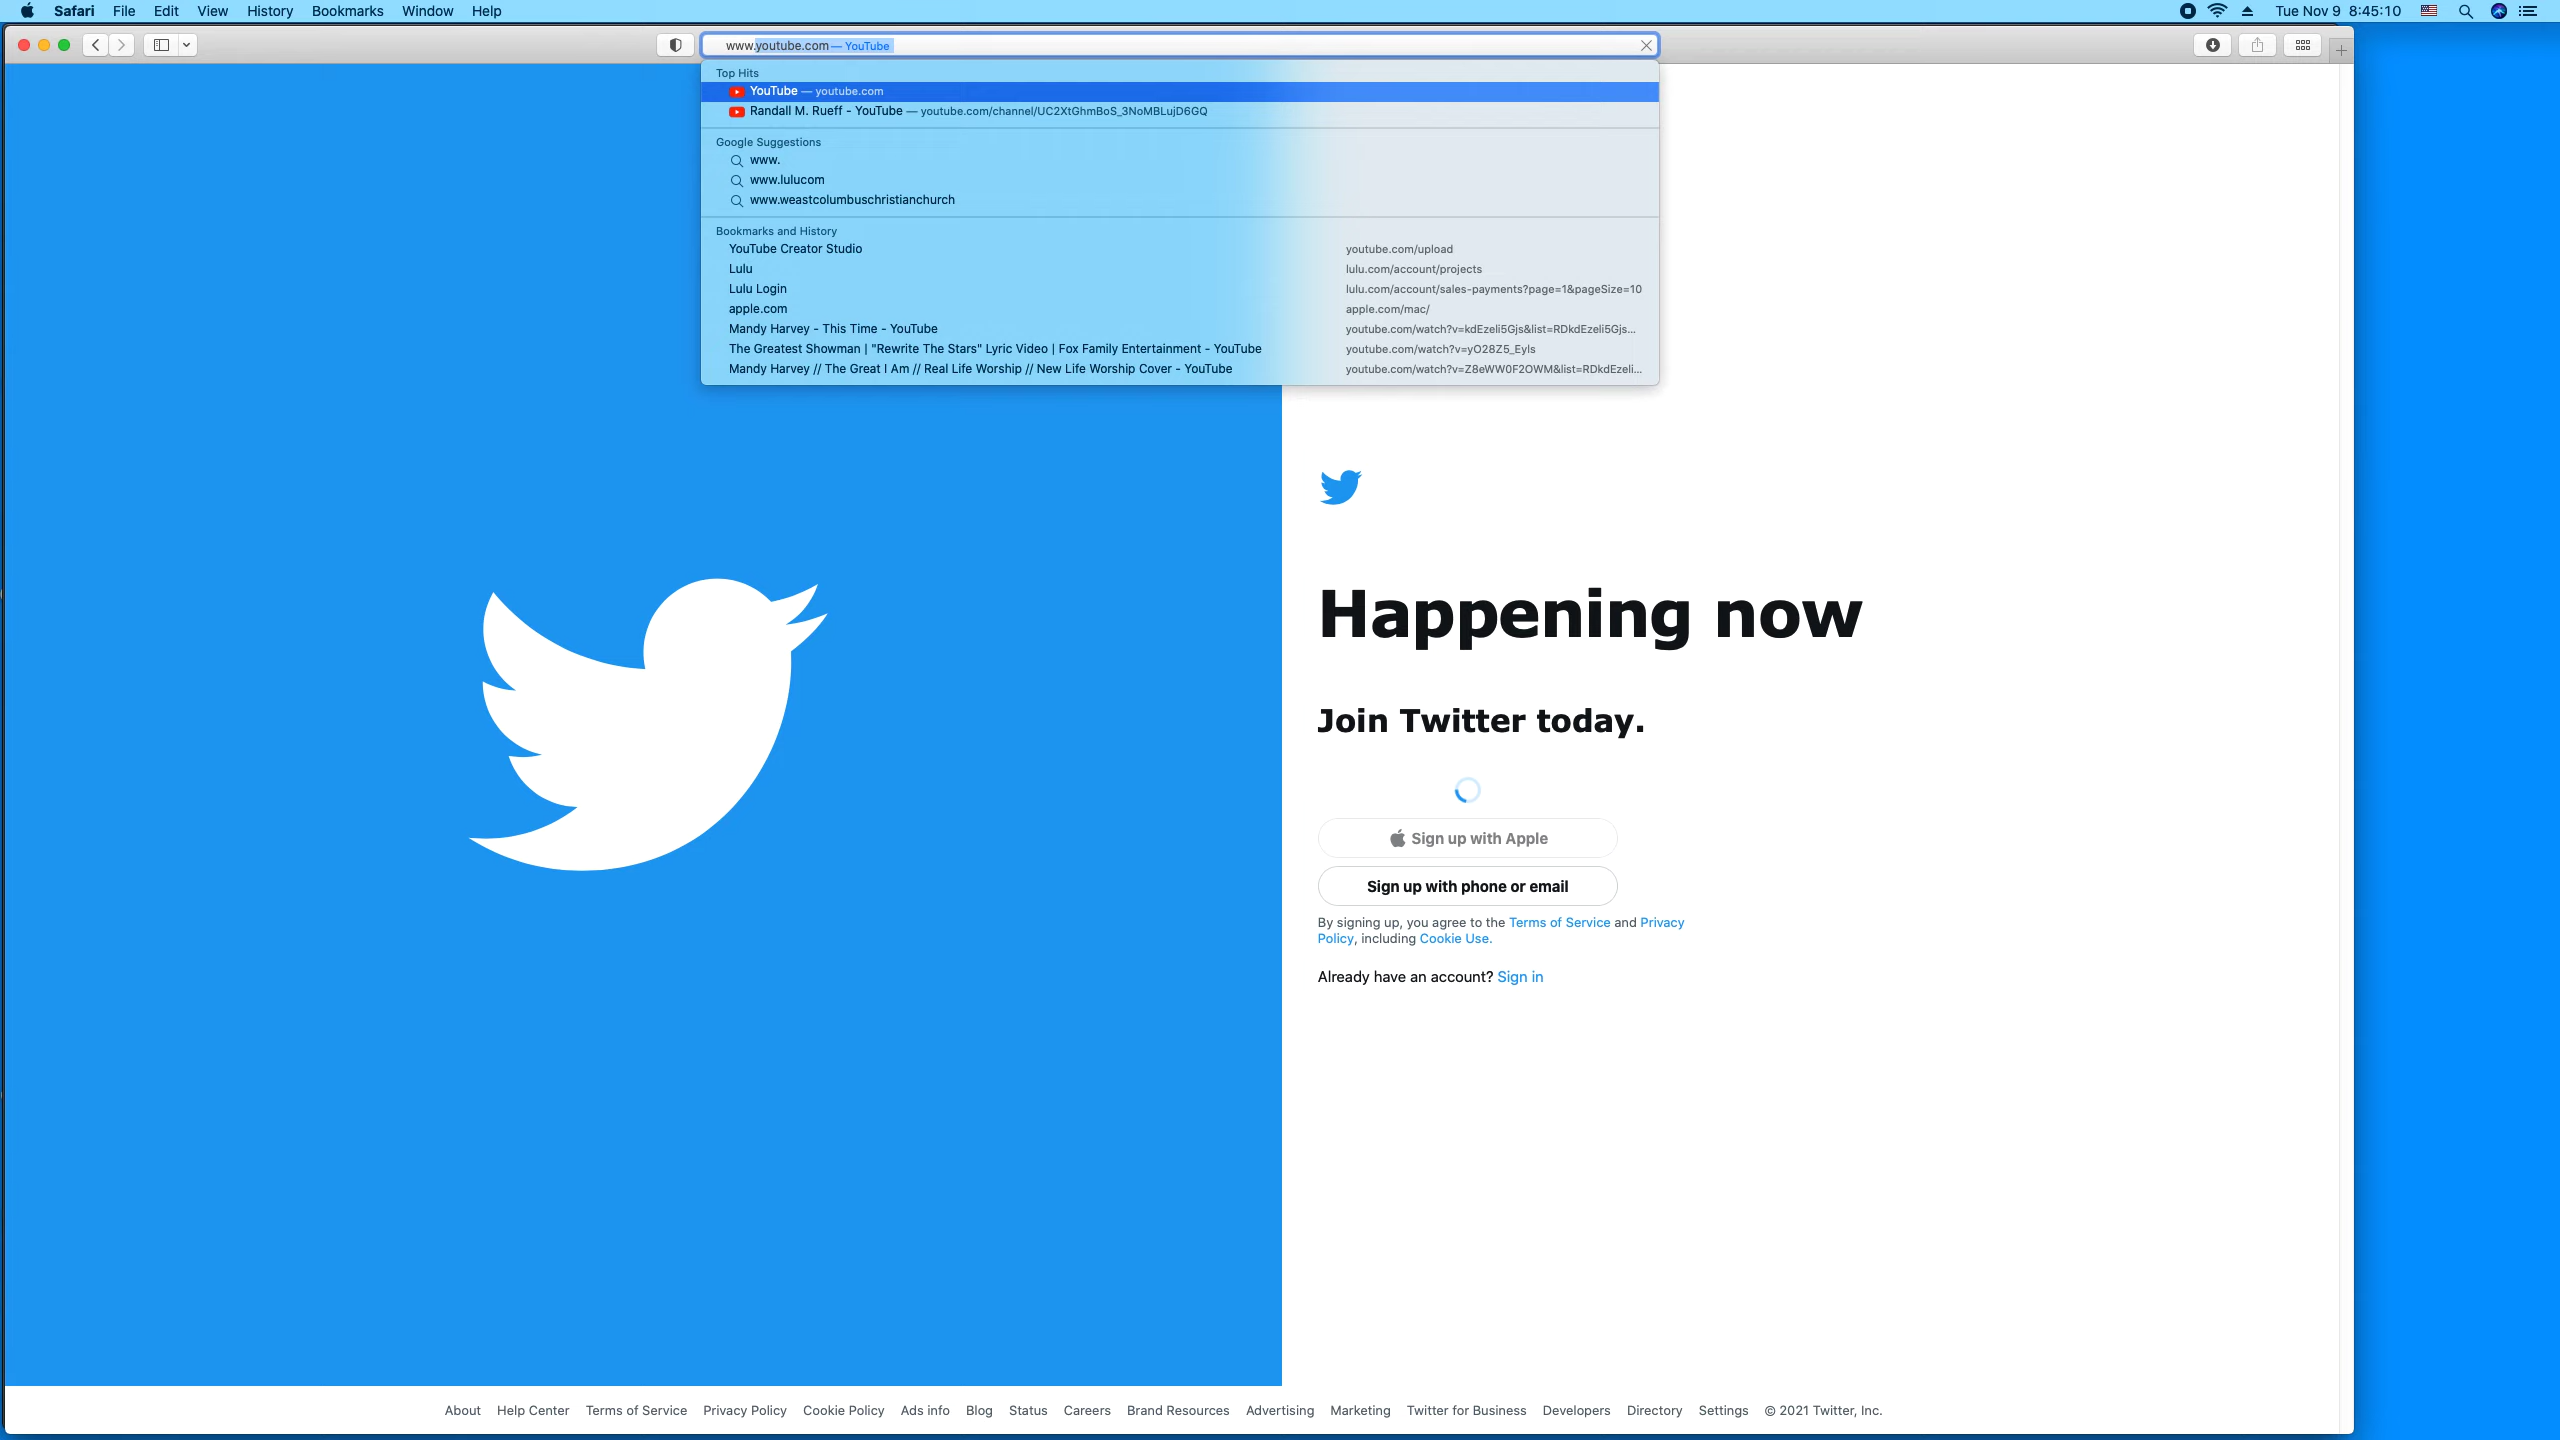 Safari File Edit View History Bookmarks Window Help
Tue Nov 9 8:45:10
www.youtube.com — YouTube
Top Hits
YouTube — youtube.com
Randall M. Rueff - YouTube — youtube.com/channel/UC2XtGhmBoS_3NoMBLujD6GQ
Google Suggestions
www.
www.lulucom
www.weastcolumbuschristianchurch
Bookmarks and History
YouTube Creator Studio youtube.com/upload
Lulu lulu.com/account/projects
Lulu Login lulu.com/account/sales-payments?page=1&pageSize=10
apple.com apple.com/mac/
Mandy Harvey - This Time - YouTube youtube.com/watch?v=kdEzeli5Gjs&list=RDkdEzeli5Gjs...
The Greatest Showman | "Rewrite The Stars" Lyric Video | Fox Family Entertainment - YouTube youtube.com/watch?v=yO28Z5_Eyls
Mandy Harvey // The Great I Am // Real Life Worship // New Life Worship Cover - YouTube youtube.com/watch?v=Z8eWW0F2OWM&list=RDkdEzeli...
Happening now
Join Twitter today.
Sign up with Apple
Sign up with phone or email
By signing up, you agree to the Terms of Service and Privacy
Policy, including Cookie Use.
Already have an account? Sign in
About Help Center Terms of Service Privacy Policy Cookie Policy Ads info Blog Status Careers Brand Resources Advertising Marketing Twitter for Business Developers Directory Settings © 2021 Twitter, Inc.